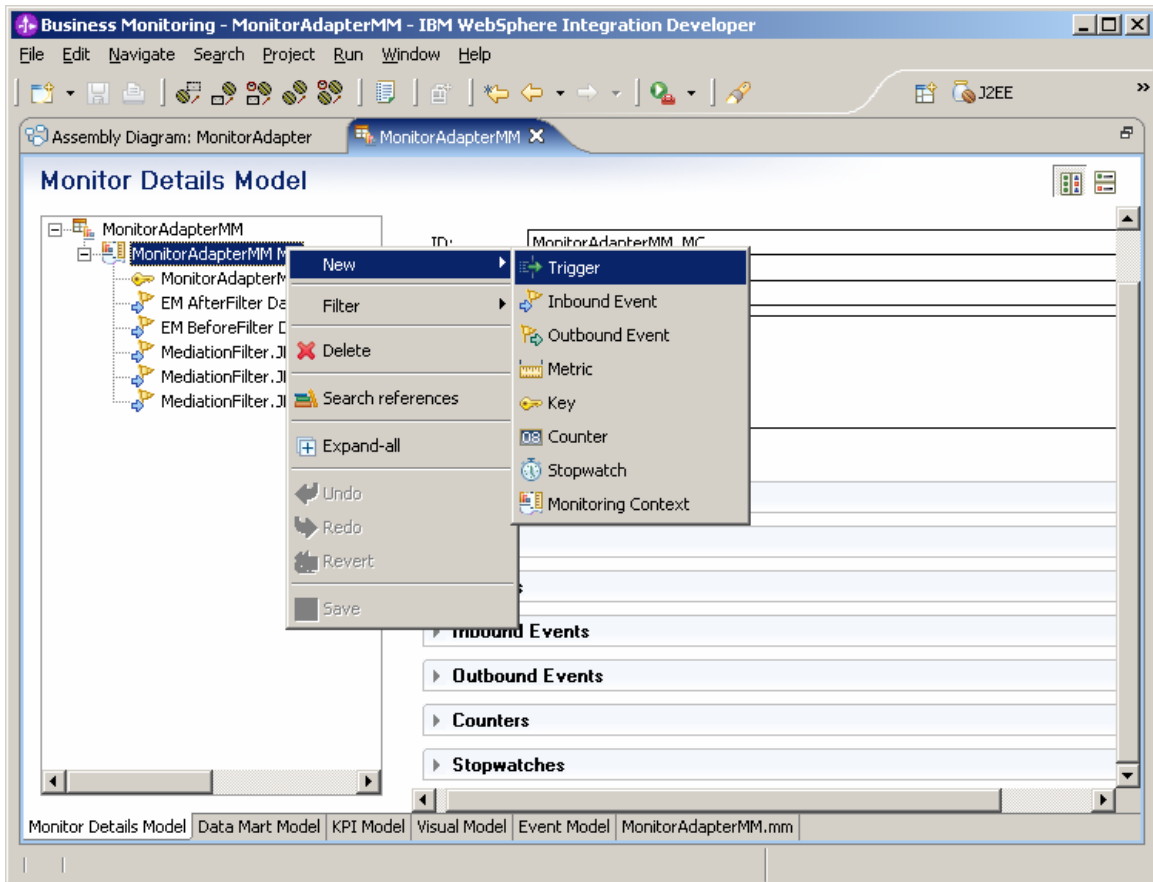 Business Monitoring - MonitorAdapterMM - IBM WebSphere Integration Developer
File Edit Navigate Search Project Run Window Help
J2EE
»
Assembly Diagram: MonitorAdapter
MonitorAdapterMM
Monitor Details Model
MonitorAdapterMM
MonitorAdapterMM M
MonitorAdapterM
EM AfterFilter Da
EM BeforeFilter D
MediationFilter.JM
MediationFilter.JM
MediationFilter.JM
ID:
MonitorAdapterMM_MC
New
Filter
Delete
Search references
Expand-all
Undo
Redo
Revert
Save
Trigger
Inbound Event
Outbound Event
Metric
Key
Counter
Stopwatch
Monitoring Context
Inbound Events
Outbound Events
Counters
Stopwatches
Monitor Details Model Data Mart Model KPI Model Visual Model Event Model MonitorAdapterMM.mm